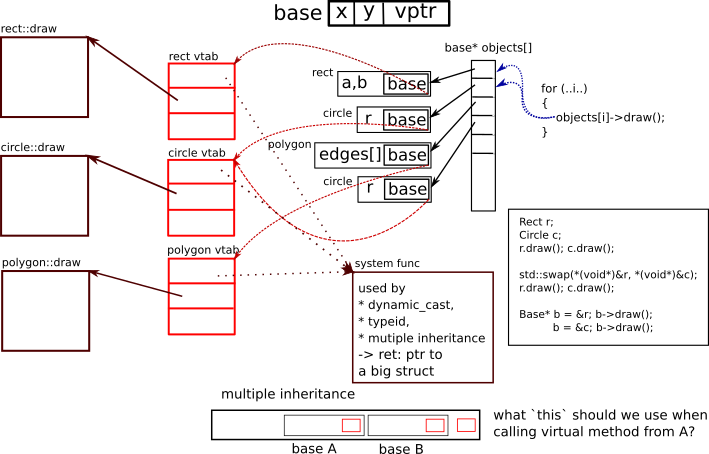 base x y vptr
rect::draw
rect vtab
base* objects[]
rect
a,b base
for (..i..)
{
objects[i]->draw();
}
circle
r base
circle::draw
circle vtab
polygon
edges[] base
circle
r base
Rect r;
Circle c;
r.draw(); c.draw();
std::swap(*(void*)&r, *(void*)&c);
r.draw(); c.draw();
Base* b = &r; b->draw();
b = &c; b->draw();
polygon::draw
polygon vtab
system func
used by
* dynamic_cast,
* typeid,
* mutiple inheritance
-> ret: ptr to
a big struct
multiple inheritance
base A base B
what `this` should we use when
calling virtual method from A?